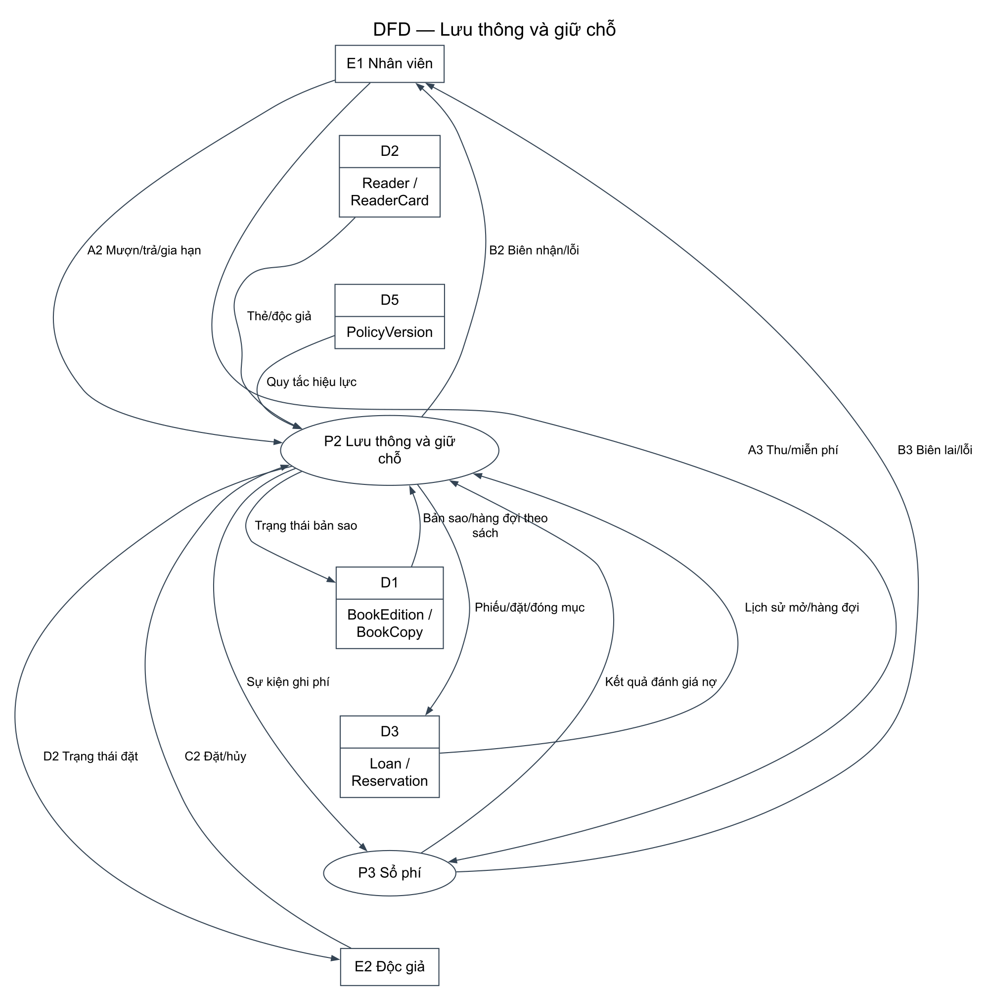 DFD — Lưu thông và giữ chỗ
E1 Nhân viên
D2
Reader /
ReaderCard
A2 Mượn/trả/gia hạn
B2 Biên nhận/lỗi
D5
Thẻ/độc giả
PolicyVersion
Quy tắc hiệu lực
P2 Lưu thông và giữ
chỗ
A3 Thu/miễn phí
B3 Biên lai/lỗi
Trạng thái bản sao
Bản sao/hàng đợi theo
sách
D1
BookEdition /
BookCopy
Phiếu/đặt/đóng mục
Lịch sử mở/hàng đợi
Sự kiện ghi phí
Kết quả đánh giá nợ
D3
Loan /
Reservation
D2 Trạng thái đặt
C2 Đặt/hủy
P3 Sổ phí
E2 Độc giả